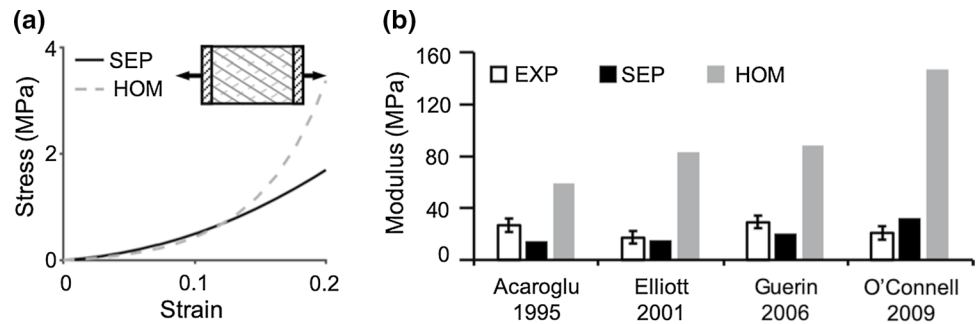 (a)
4
2
0
Stress (MPa)
SEP
HOM
0
0.1
0.2
Strain
(b)
160
120
80
40
0
Modulus (MPa)
EXP
SEP
HOM
Acaroglu
1995
Elliott
2001
Guerin
2006
O'Connell
2009